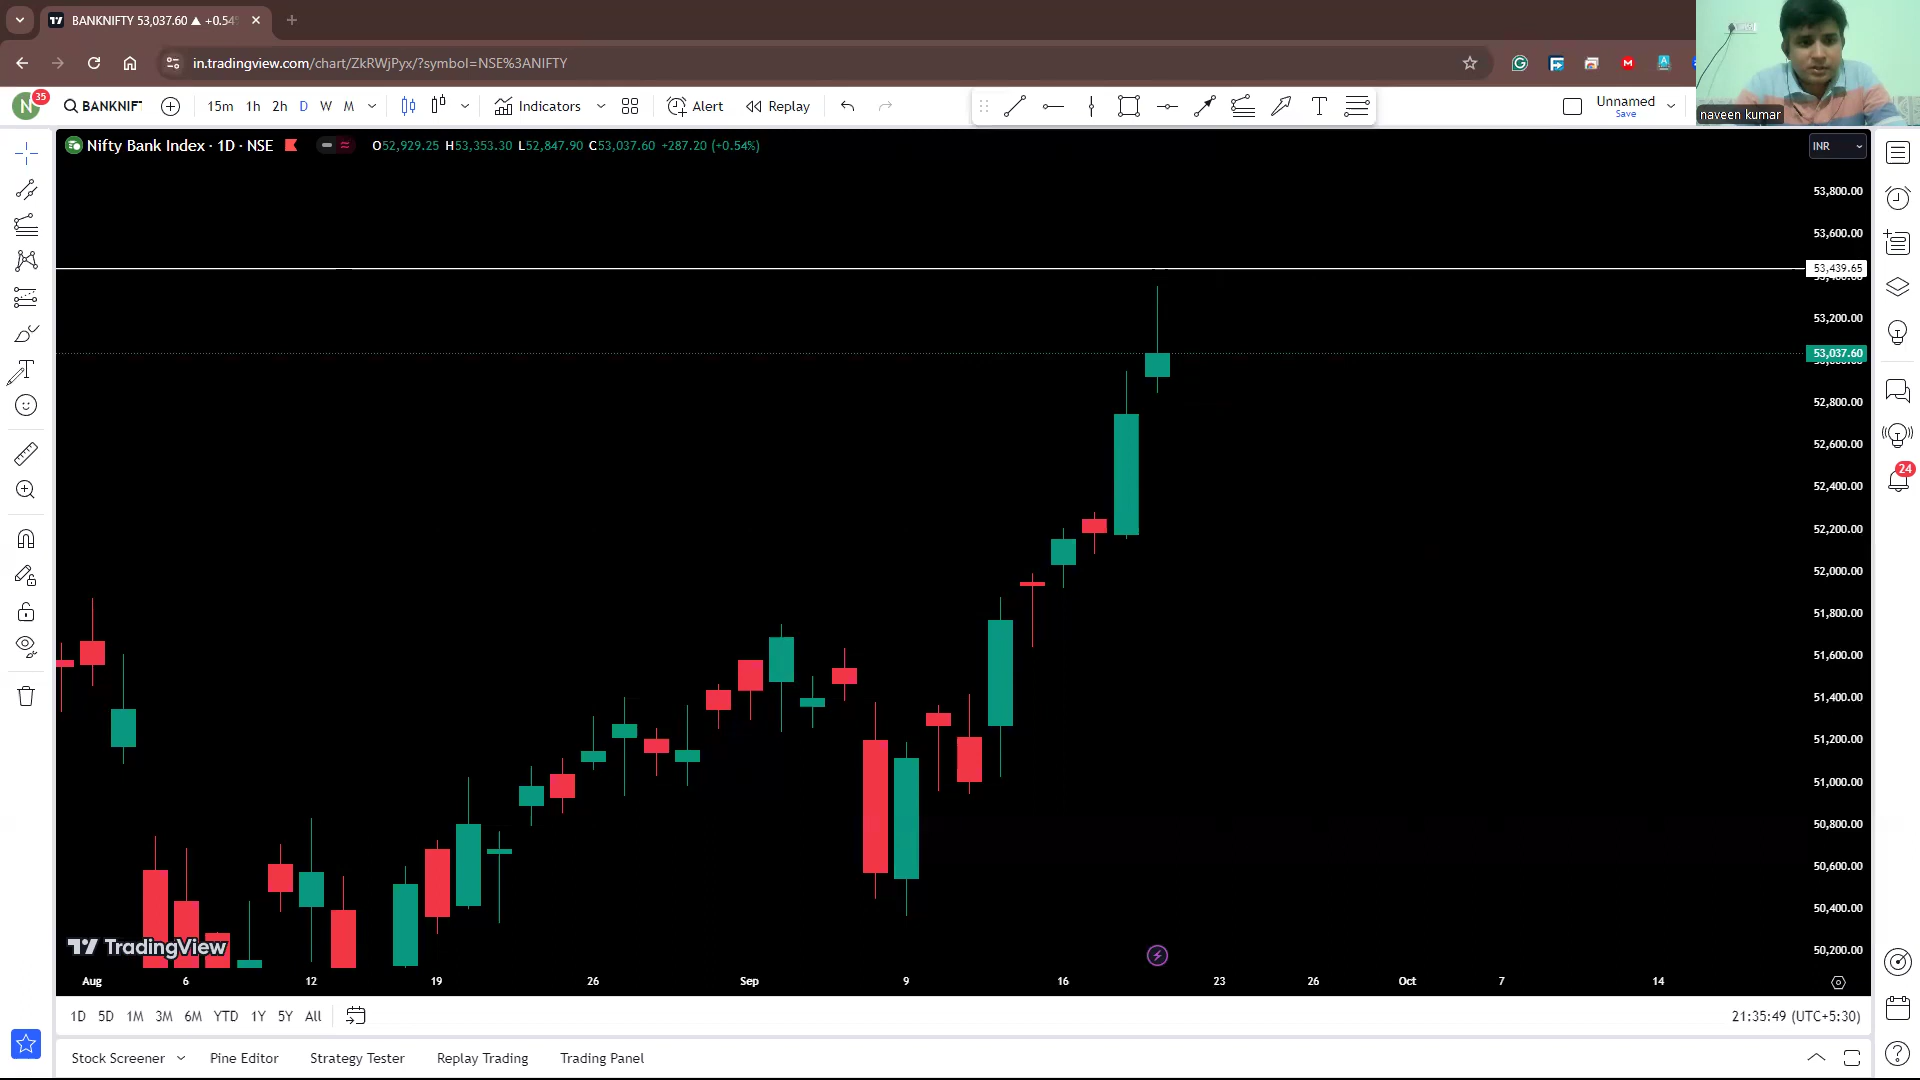 BANKNIFTY 53,037.60 ▲ +0.54%
in.tradingview.com/chart/ZkRWjPyx/?symbol=NSE%3ANIFTY
N 35 BANKNIFT 15m 1h 2h D W M Indicators Alert Replay T Unnamed
Save
naveen kumar
Nifty Bank Index · 1D · NSE O52,929.25 H53,353.30 L52,847.90 C53,037.60 +287.20 (+0.54%) INR
53,800.00
53,600.00
53,439.65
53,200.00
53,037.60
52,800.00
52,600.00
52,400.00
24
52,200.00
52,000.00
51,800.00
51,600.00
51,400.00
51,200.00
51,000.00
50,800.00
50,600.00
50,400.00
50,200.00
TradingView
Aug 6 12 19 26 Sep 9 16 23 26 Oct 7 14
1D 5D 1M 3M 6M YTD 1Y 5Y All 21:35:49 (UTC+5:30)
Stock Screener Pine Editor Strategy Tester Replay Trading Trading Panel